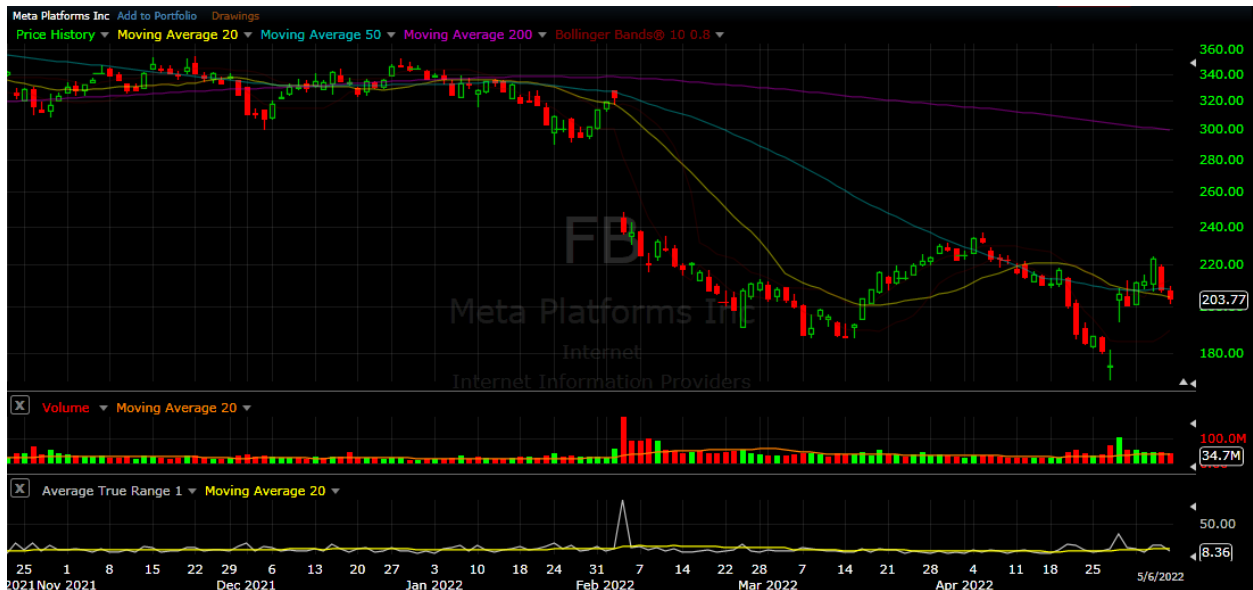 Meta Platforms Inc Add to Portfolio Drawings
Price History Moving Average 20 Moving Average 50 Moving Average 200 Bollinger Bands® 10 0.8
360.00
340.00
320.00
300.00
280.00
260.00
240.00
220.00
203.77
180.00
FB
Meta Platforms Inc
Internet
Internet Information Providers
X Volume Moving Average 20
100.0M
34.7M
X Average True Range 1 Moving Average 20
50.00
8.36
25 1 8 15 22 29 6 13 20 27 3 10 18 24 31 7 14 22 28 7 14 21 28 4 11 18 25
2021 Nov 2021 Dec 2021 Jan 2022 Feb 2022 Mar 2022 Apr 2022 5/6/2022